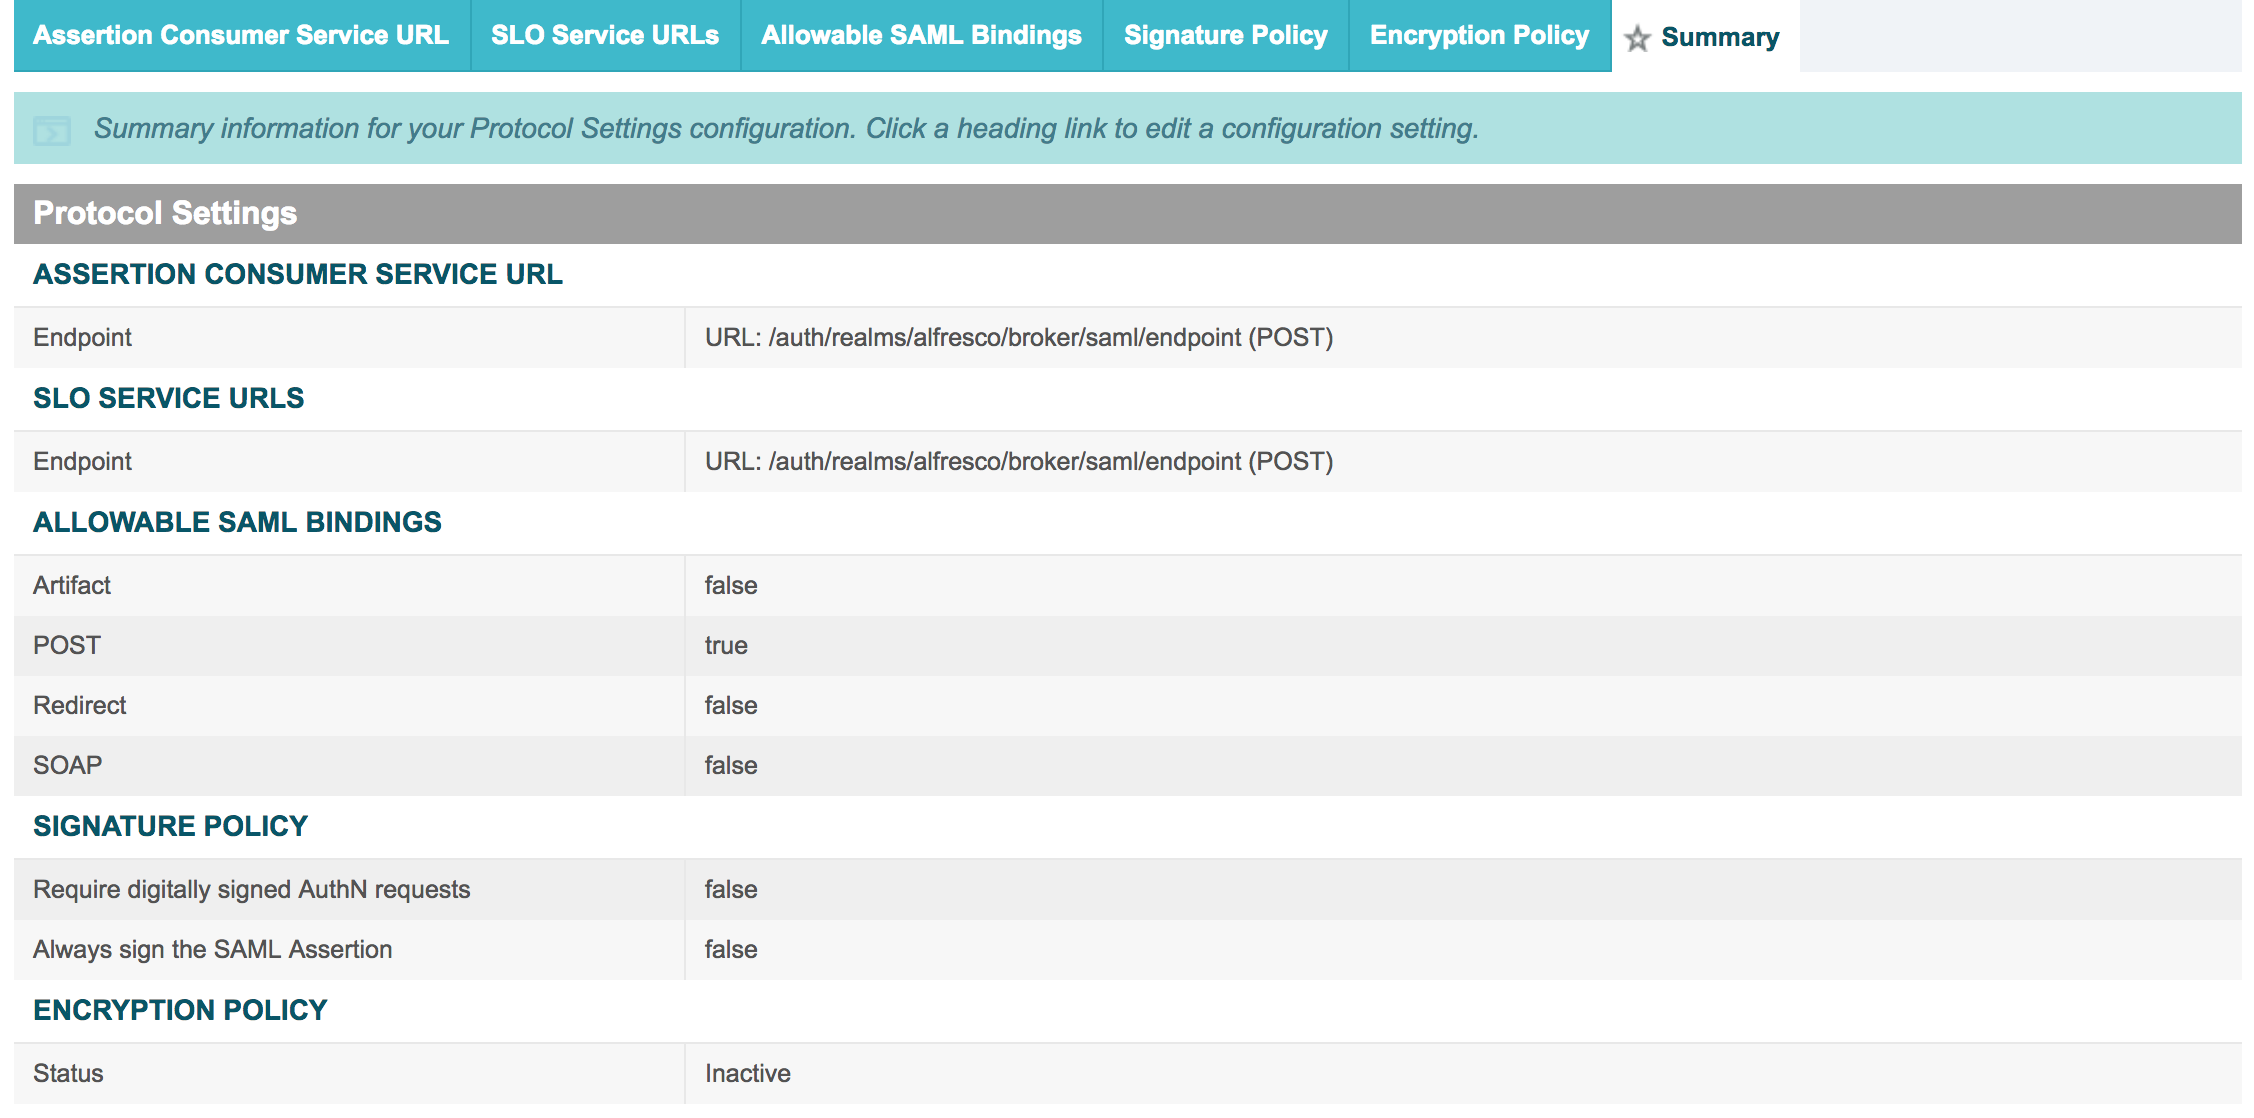 Assertion Consumer Service URL SLO Service URLs Allowable SAML Bindings Signature Policy Encryption Policy Summary
Summary information for your Protocol Settings configuration. Click a heading link to edit a configuration setting.
Protocol Settings
ASSERTION CONSUMER SERVICE URL
Endpoint URL: /auth/realms/alfresco/broker/saml/endpoint (POST)
SLO SERVICE URLS
Endpoint URL: /auth/realms/alfresco/broker/saml/endpoint (POST)
ALLOWABLE SAML BINDINGS
Artifact false
POST true
Redirect false
SOAP false
SIGNATURE POLICY
Require digitally signed AuthN requests false
Always sign the SAML Assertion false
ENCRYPTION POLICY
Status Inactive